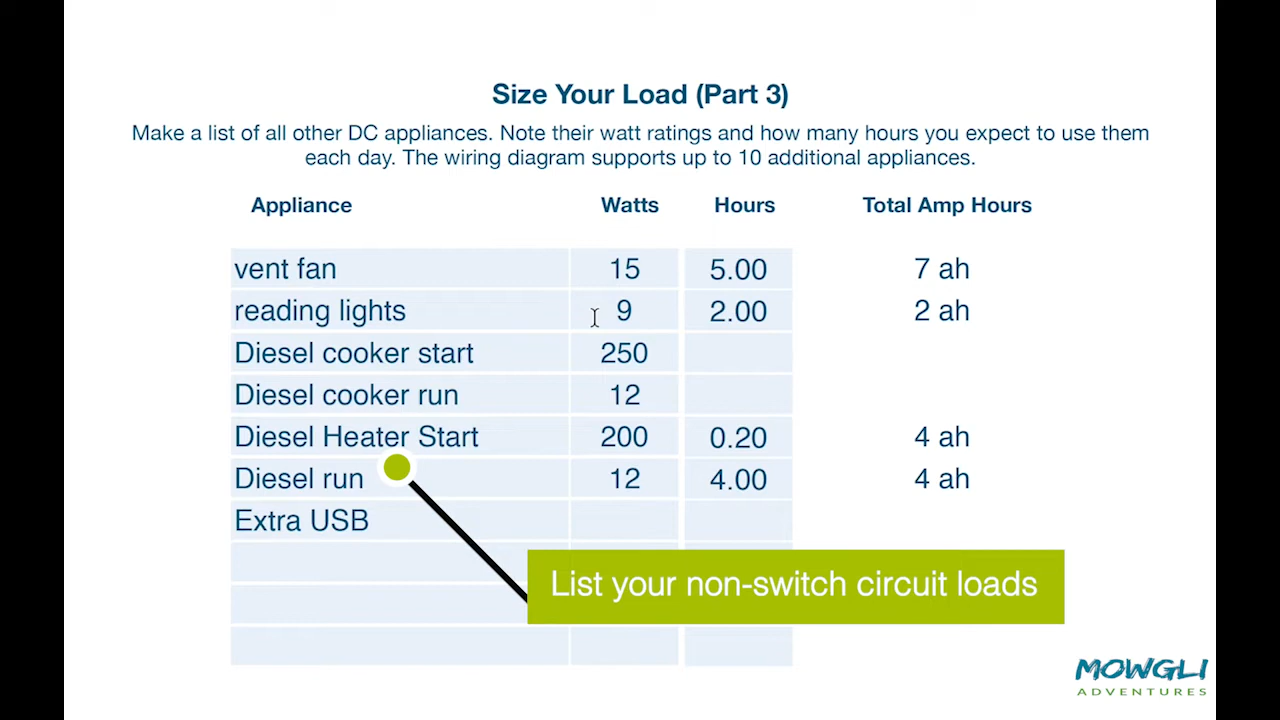 Size Your Load (Part 3)
Make a list of all other DC appliances. Note their watt ratings and how many hours you expect to use them
each day. The wiring diagram supports up to 10 additional appliances.
Appliance Watts Hours Total Amp Hours
vent fan 15 5.00 7 ah
reading lights 9 2.00 2 ah
Diesel cooker start 250
Diesel cooker run 12
Diesel Heater Start 200 0.20 4 ah
Diesel run 12 4.00 4 ah
Extra USB
List your non-switch circuit loads
MOWGLI
ADVENTURES